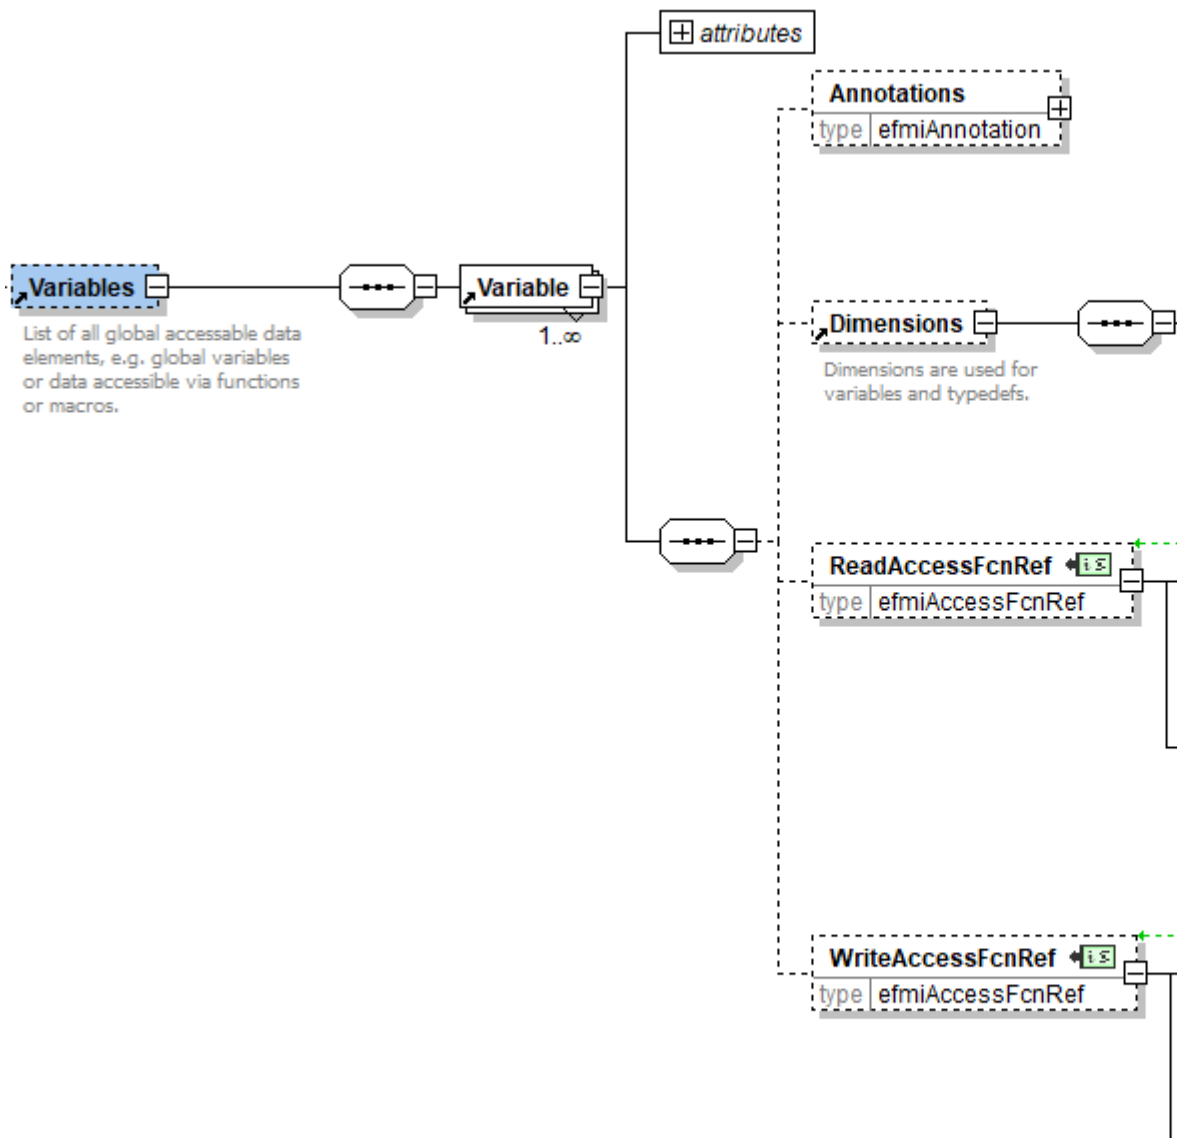 attributes
Annotations
type efmiAnnotation
Variables
Variable
1..∞
List of all global accessable data
elements, e.g. global variables
or data accessible via functions
or macros.
Dimensions
Dimensions are used for
variables and typedefs.
ReadAccessFcnRef
type efmiAccessFcnRef
WriteAccessFcnRef
type efmiAccessFcnRef